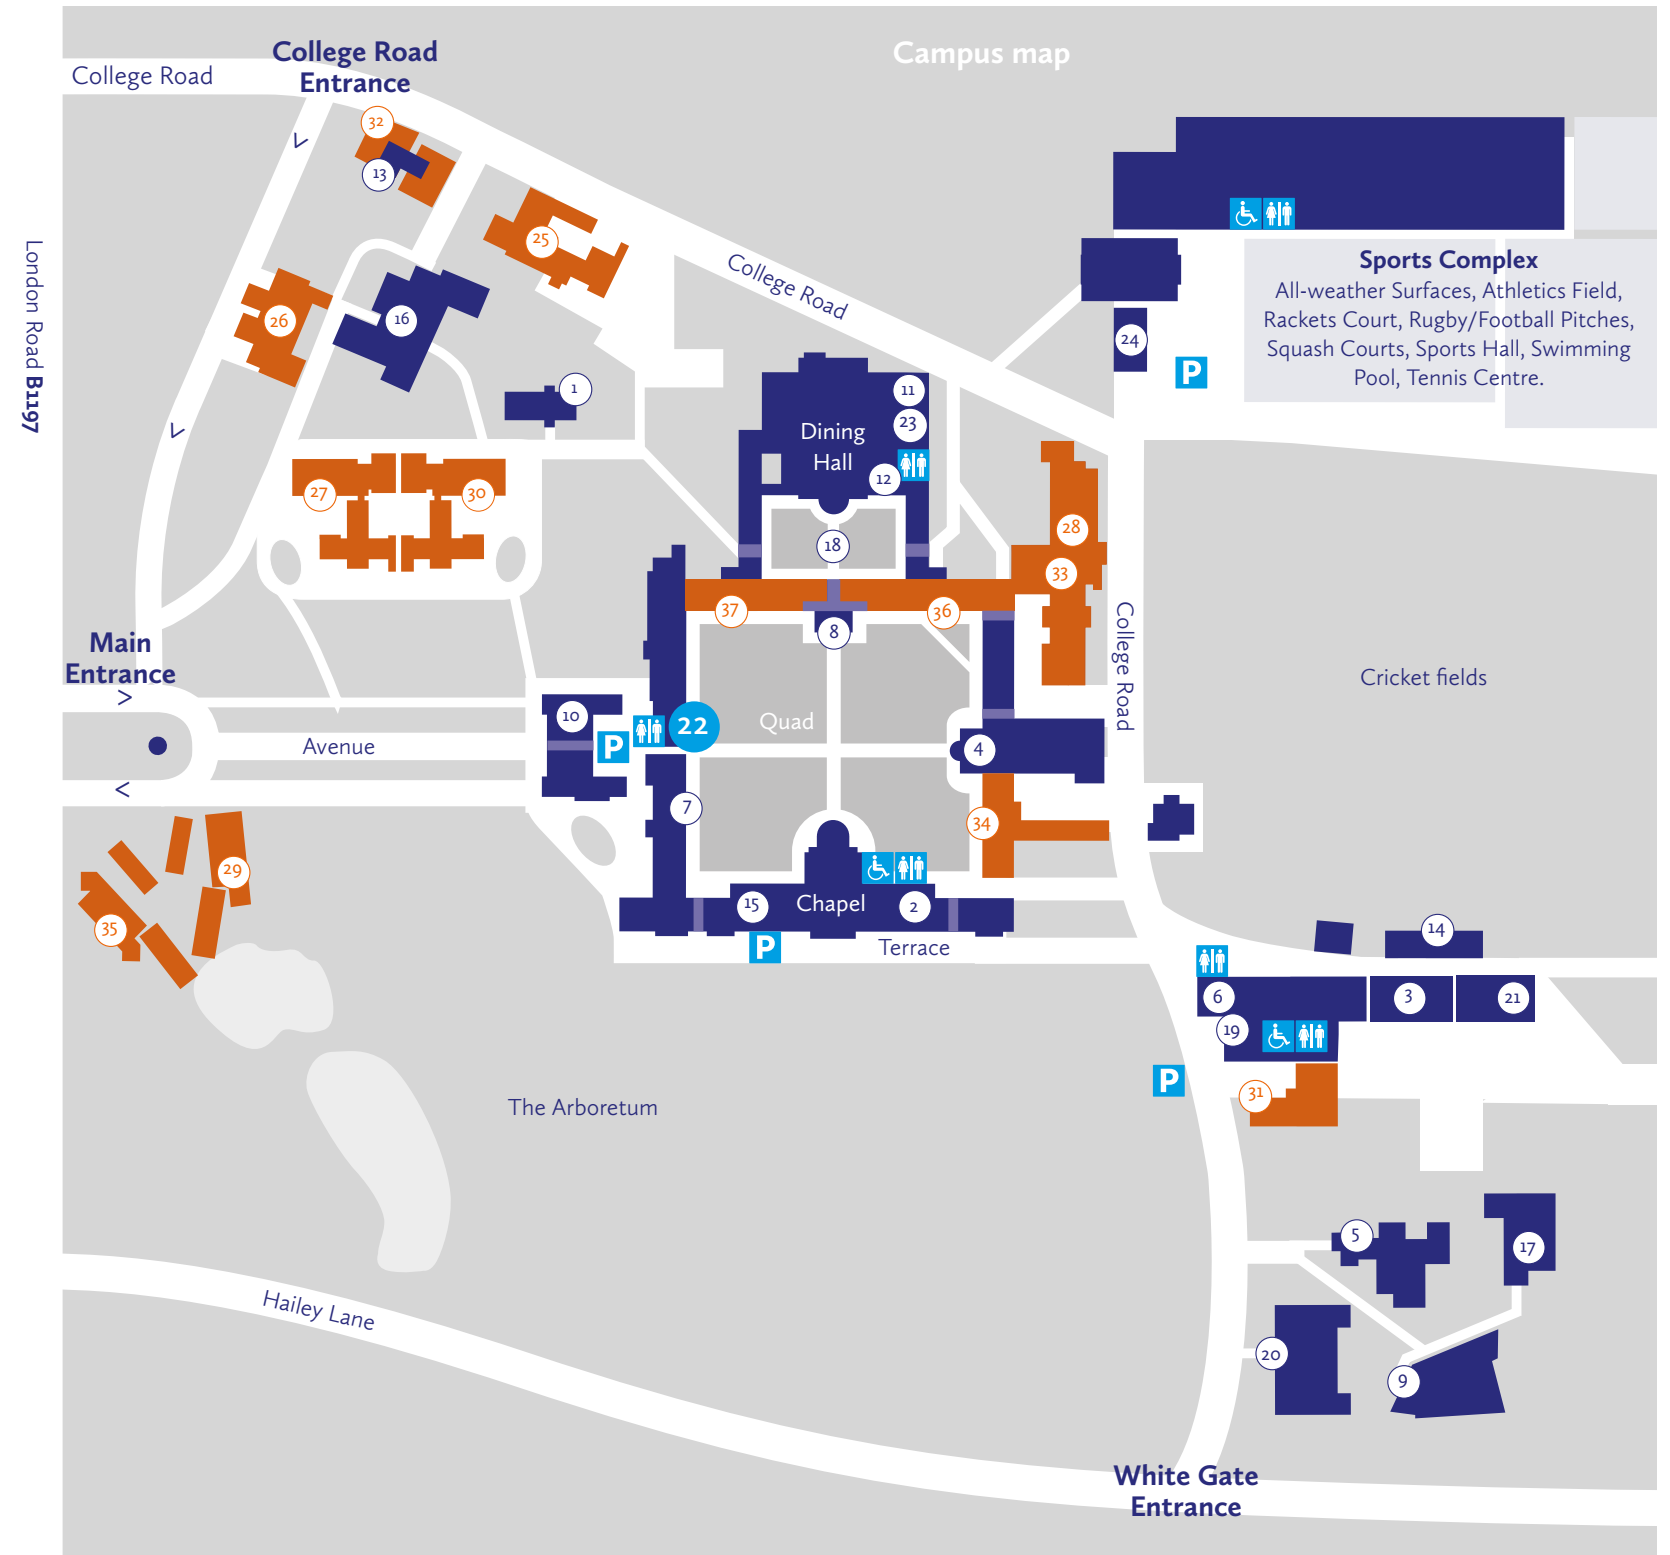 Campus map
College Road
Entrance
College Road
32
13
25
London Road B1197
26
16
1
College Road
24
P
Sports Complex
All-weather Surfaces, Athletics Field,
Rackets Court, Rugby/Football Pitches,
Squash Courts, Sports Hall, Swimming
Pool, Tennis Centre.
11
23
Dining
Hall
12
27
30
18
28
33
37
36
8
College Road
Main
Entrance
>
>
>
Cricket fields
10
P
22
Quad
4
Avenue
<
7
34
29
35
15
Chapel
2
P
Terrace
14
6
3
21
19
P
31
The Arboretum
5
17
Hailey Lane
20
9
White Gate
Entrance